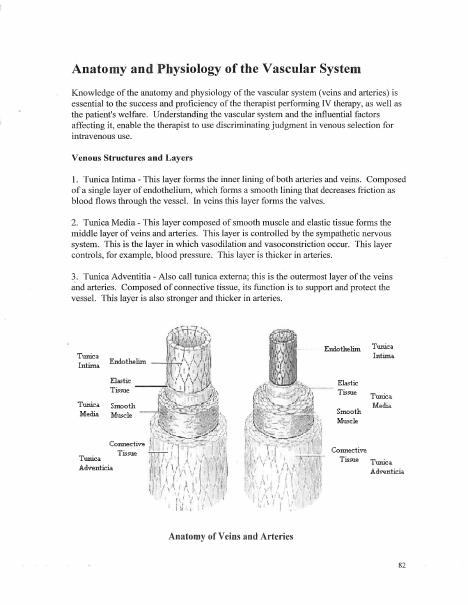 Anatomy and Physiology of the Vascular System
Knowledge of the anatomy and physiology of the vascular system (veins and arteries) is
essential to the success and proficiency of the therapist performing IV therapy, as well as
the patient's welfare. Understanding the vascular system and the influential factors
affecting it, enable the therapist to use discriminating judgment in venous selection for
intravenous use.
Venous Structures and Layers
1. Tunica Intima - This layer forms the inner lining of both arteries and veins. Composed
of a single layer of endothelium, which forms a smooth lining that decreases friction as
blood flows through the vessel. In veins this layer forms the valves.
2. Tunica Media - This layer composed of smooth muscle and elastic tissue forms the
middle layer of veins and arteries. This layer is controlled by the sympathetic nervous
system. This is the layer in which vasodilation and vasoconstriction occur. This layer
controls, for example, blood pressure. This layer is thicker in arteries.
3. Tunica Adventitia - Also call tunica externa; this is the outermost layer of the veins
and arteries. Composed of connective tissue, its function is to support and protect the
vessel. This layer is also stronger and thicker in arteries.
Tunica
Intima
Endothelim
Elastic
Tissue
Tunica
Media
Smooth
Muscle
Connective
Tissue
Tunica
Adventicia
Endothelim
Tunica
Intima
Elastic
Tissue
Tunica
Media
Smooth
Muscle
Connective
Tissue
Tunica
Adventicia
Anatomy of Veins and Arteries
82